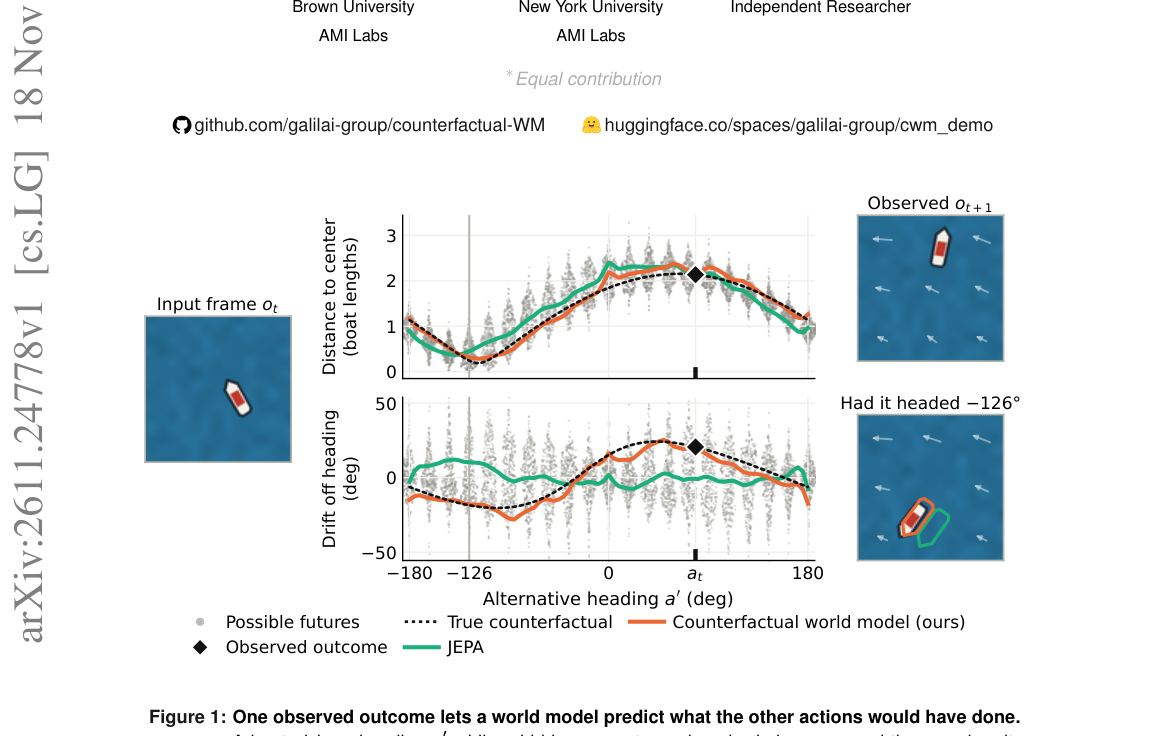 Brown University New York University Independent Researcher
AMI Labs AMI Labs
*Equal contribution
github.com/galilai-group/counterfactual-WM huggingface.co/spaces/galilai-group/cwm_demo
arXiv:2611.24778v1 [cs.LG] 18 Nov
Input frame oₜ
Distance to center
(boat lengths)
3
2
1
0
Drift off heading
(deg)
50
0
−50
−180 −126 0 aₜ 180
Alternative heading a′ (deg)
Observed oₜ₊₁
Had it headed −126°
Possible futures True counterfactual Counterfactual world model (ours)
Observed outcome JEPA
Figure 1: One observed outcome lets a world model predict what the other actions would have done.